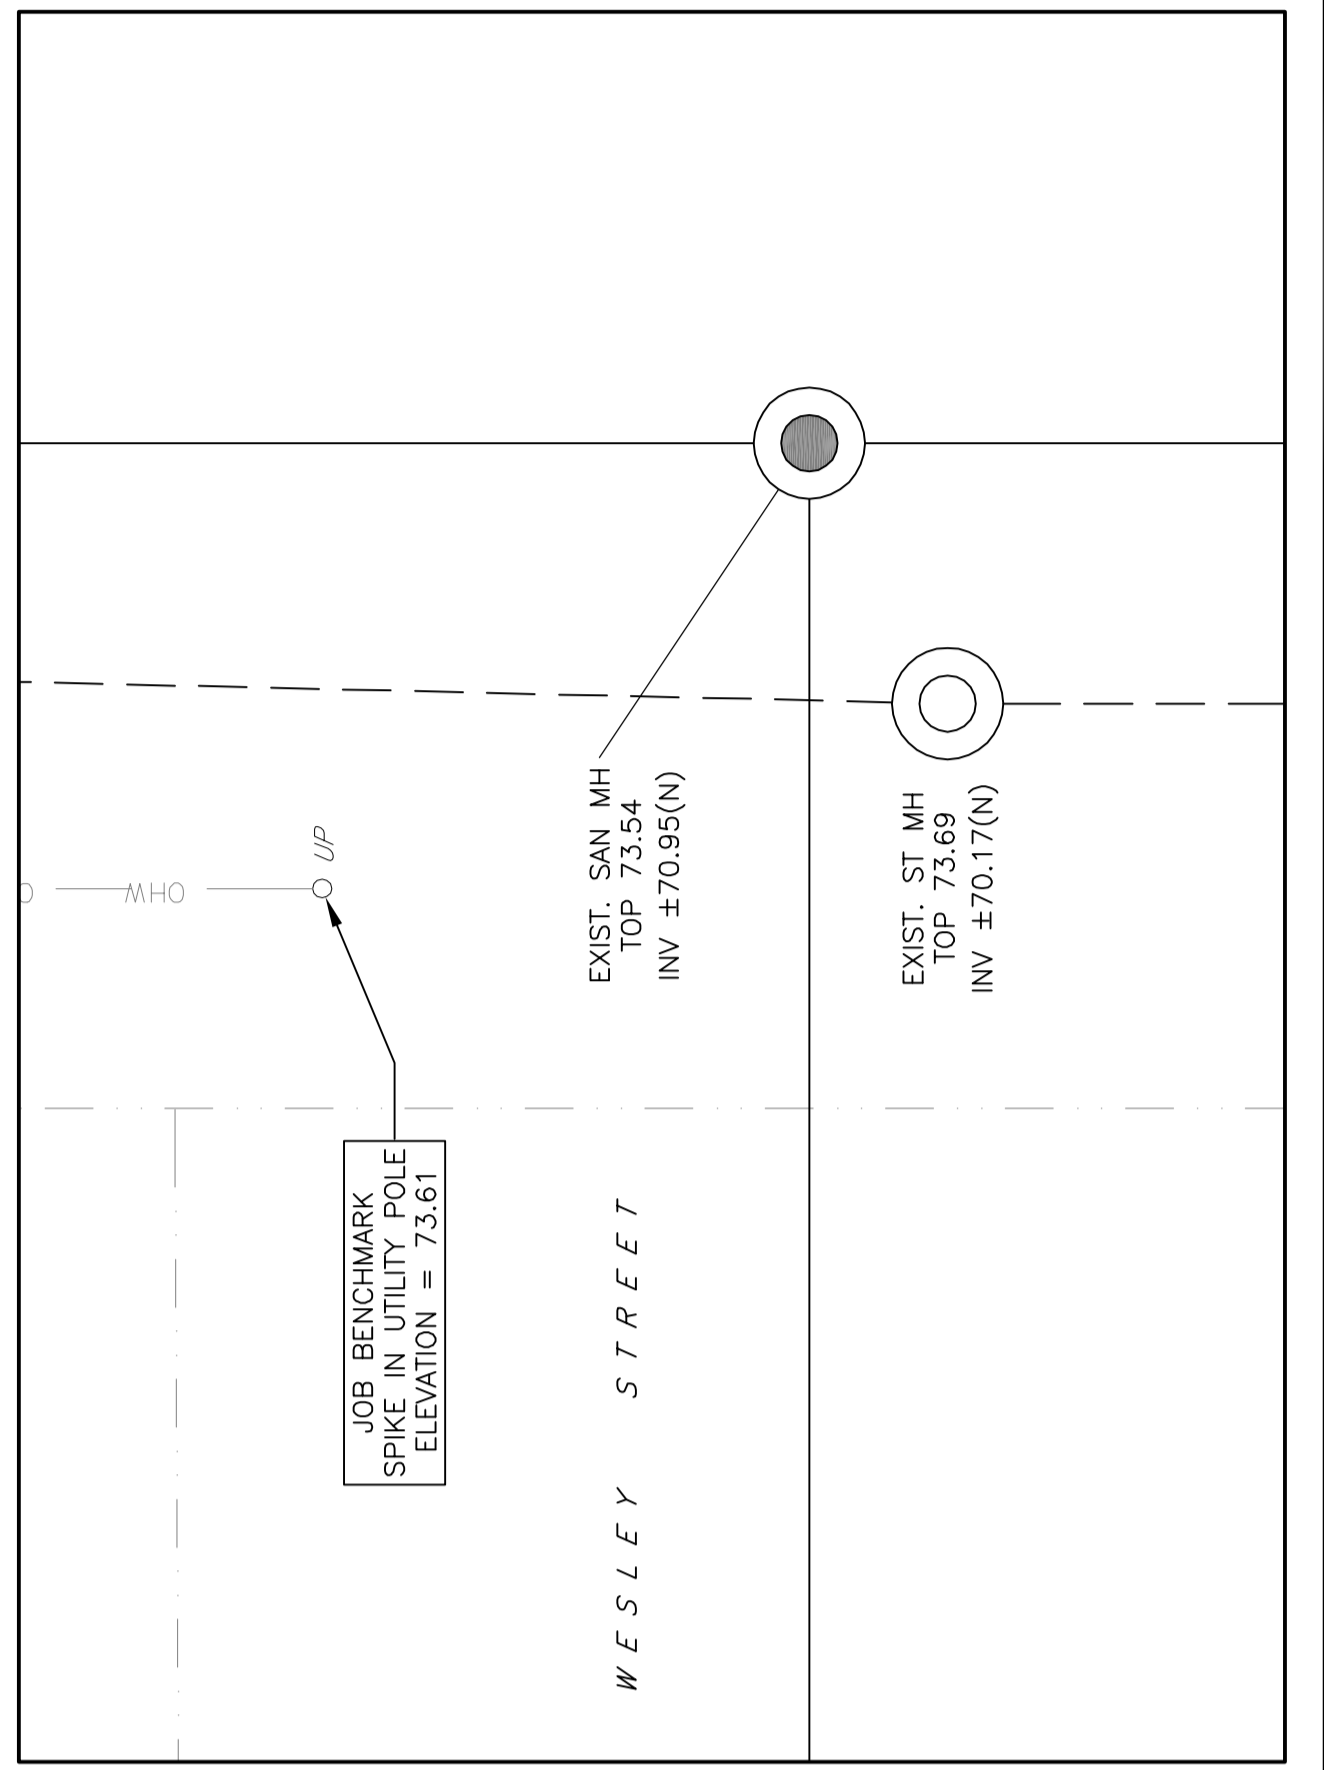 EXIST. SAN MH
TOP 73.54
INV ±70.95(N)
EXIST. ST MH
TOP 73.69
INV ±70.17(N)
UP
OHW
O
JOB BENCHMARK
SPIKE IN UTILITY POLE
ELEVATION = 73.61
WESLEY STREET